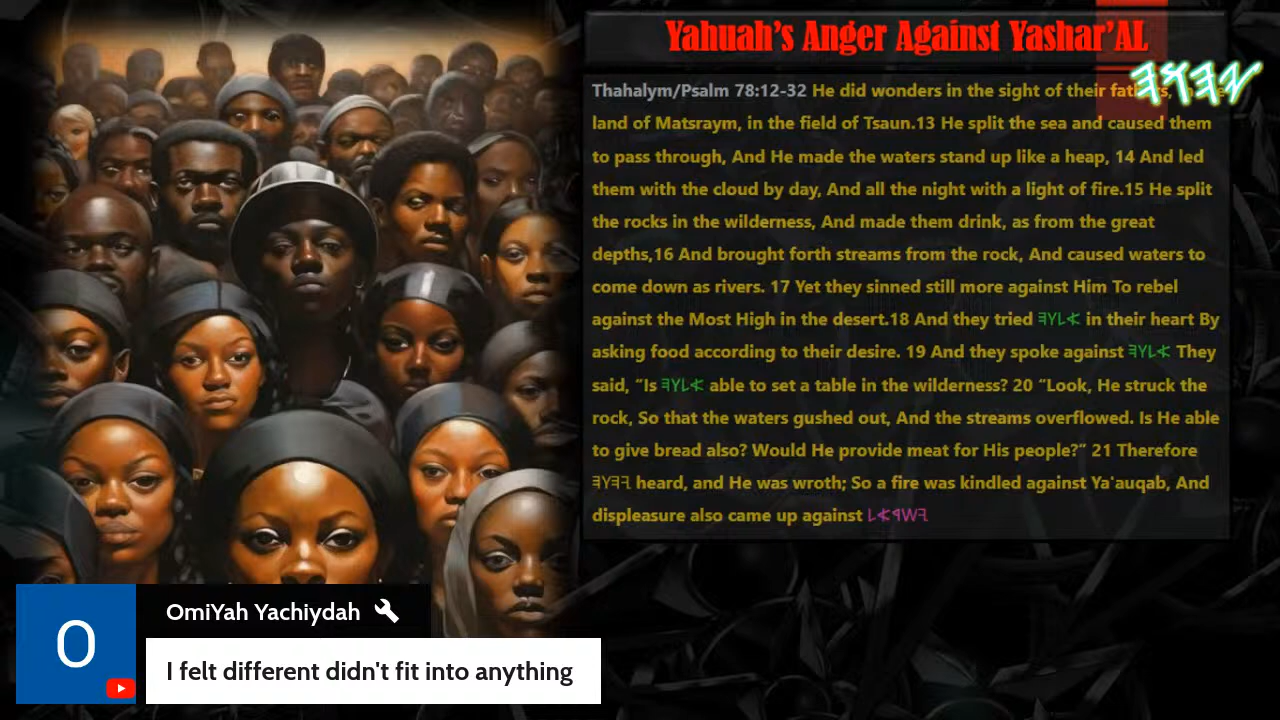 Yahuah's Anger Against Yashar'AL
𐤉𐤄𐤅𐤄
Thahalym/Psalm 78:12-32 He did wonders in the sight of their fathers,
land of Matsraym, in the field of Tsaun.13 He split the sea and caused them
to pass through, And He made the waters stand up like a heap, 14 And led
them with the cloud by day, And all the night with a light of fire.15 He split
the rocks in the wilderness, And made them drink, as from the great
depths,16 And brought forth streams from the rock, And caused waters to
come down as rivers. 17 Yet they sinned still more against Him To rebel
against the Most High in the desert.18 And they tried 𐤀𐤋𐤅𐤄 in their heart By
asking food according to their desire. 19 And they spoke against 𐤀𐤋𐤅𐤄 They
said, “Is 𐤀𐤋𐤅𐤄 able to set a table in the wilderness? 20 “Look, He struck the
rock, So that the waters gushed out, And the streams overflowed. Is He able
to give bread also? Would He provide meat for His people?” 21 Therefore
𐤉𐤄𐤅𐤄 heard, and He was wroth; So a fire was kindled against Ya'auqab, And
displeasure also came up against 𐤉𐤔𐤓𐤀𐤋
O
OmiYah Yachiydah
I felt different didn't fit into anything